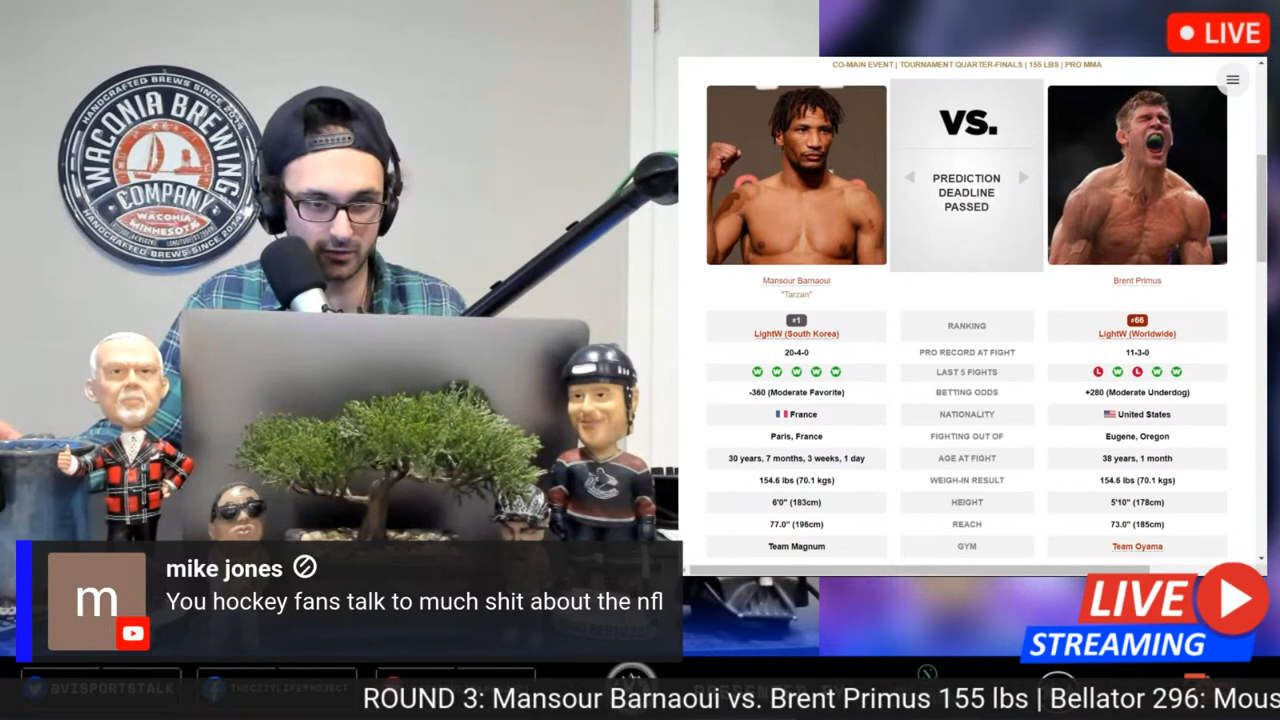 LIVE
CO-MAIN EVENT | TOURNAMENT QUARTER-FINALS | 155 LBS | PRO MMA
HANDCRAFTED BREWS SINCE 2014
WACONIA BREWING
COMPANY
WACONIA
MINNESOTA
HANDCRAFTED BREWS SINCE 2014
VS.
PREDICTION
DEADLINE
PASSED
Mansour Barnaoui
"Tarzan"
Brent Primus
#1
LightW (South Korea)
RANKING
#66
LightW (Worldwide)
20-4-0
PRO RECORD AT FIGHT
11-3-0
W W W W W
LAST 5 FIGHTS
L W L W W
-360 (Moderate Favorite)
BETTING ODDS
+280 (Moderate Underdog)
France
NATIONALITY
United States
Paris, France
FIGHTING OUT OF
Eugene, Oregon
30 years, 7 months, 3 weeks, 1 day
AGE AT FIGHT
38 years, 1 month
154.6 lbs (70.1 kgs)
WEIGH-IN RESULT
154.6 lbs (70.1 kgs)
6'0" (183cm)
HEIGHT
5'10" (178cm)
77.0" (196cm)
REACH
73.0" (185cm)
Team Magnum
GYM
Team Oyama
m
mike jones
You hockey fans talk to much shit about the nfl
LIVE
STREAMING
@VISPORTSTALK
THECITYLIFEPROJECT
ROUND 3: Mansour Barnaoui vs. Brent Primus 155 lbs | Bellator 296: Mous